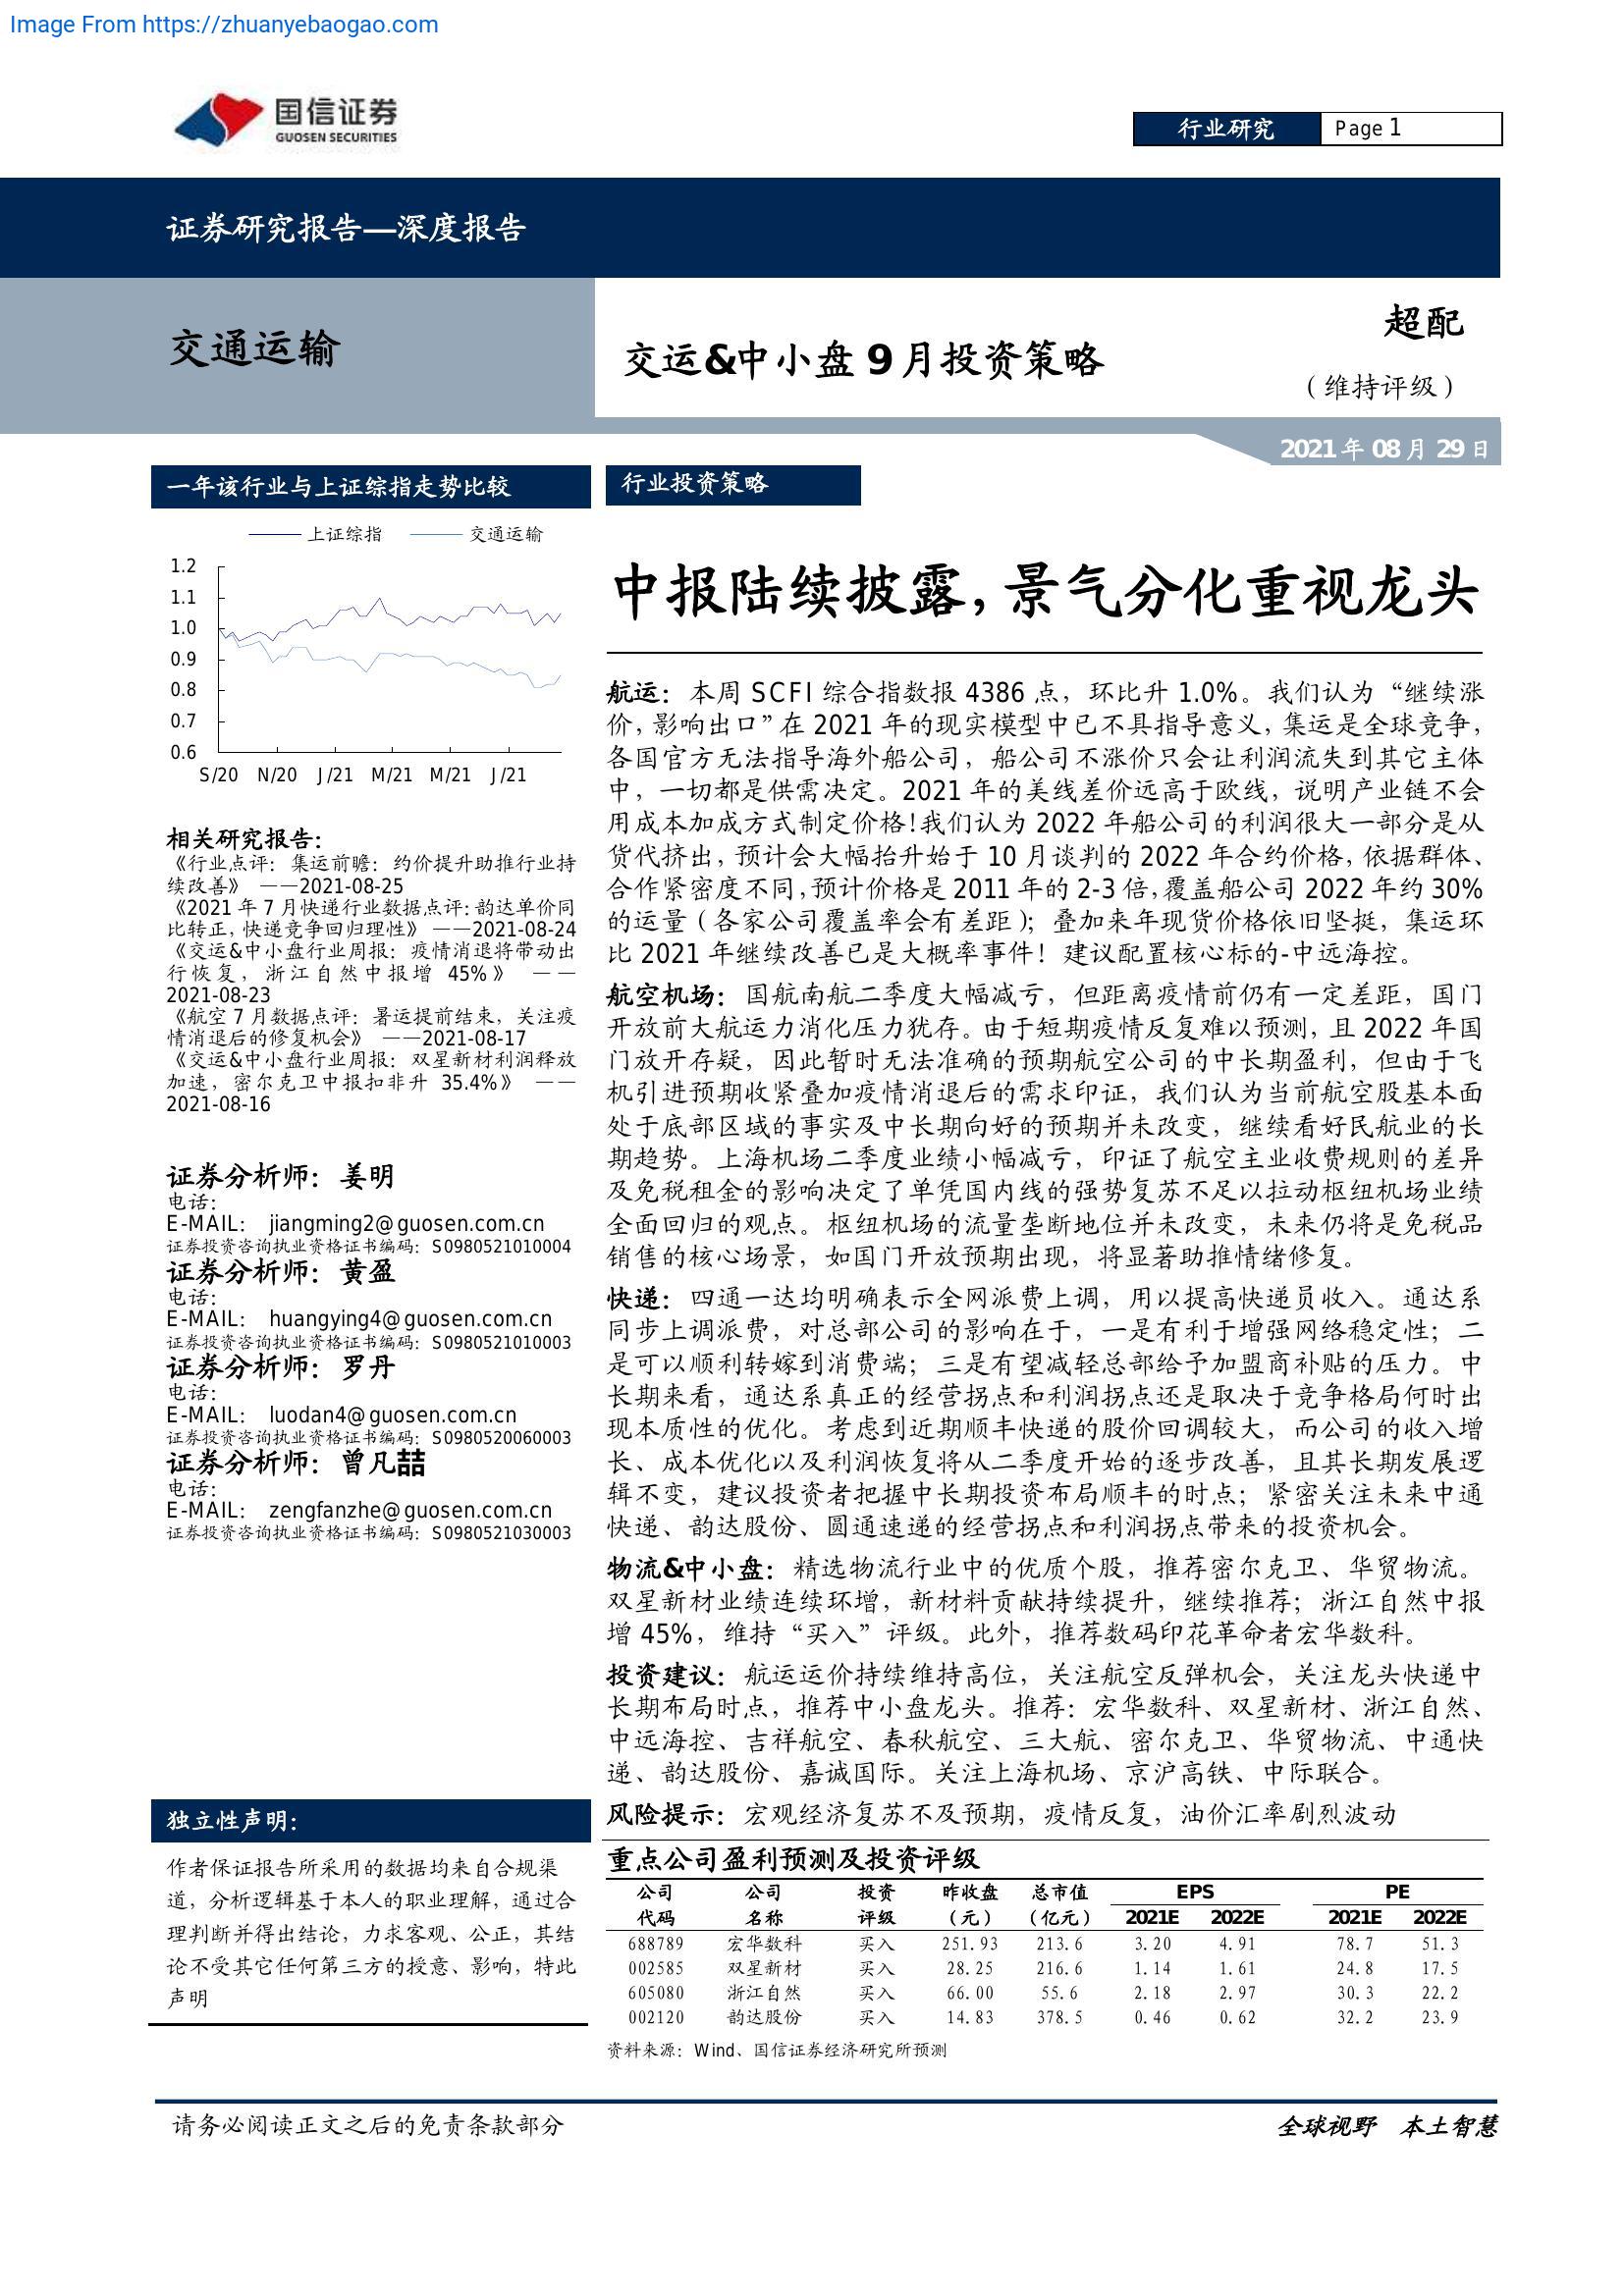 Image From https://zhuanyebaogao.com
国信证券
GUOSEN SECURITIES
行业研究
Page 1
证券研究报告—深度报告
交通运输
交运&中小盘 9 月投资策略
超配
（维持评级）
2021 年 08 月 29 日
一年该行业与上证综指走势比较
上证综指 交通运输
1.2
1.1
1.0
0.9
0.8
0.7
0.6
S/20 N/20 J/21 M/21 M/21 J/21
相关研究报告：
《行业点评：集运前瞻：约价提升助推行业持
续改善》 ——2021-08-25
《2021 年 7 月快递行业数据点评：韵达单价同
比转正，快递竞争回归理性》 ——2021-08-24
《交运&中小盘行业周报：疫情消退将带动出
行恢复，浙江自然中报增 45%》 ——
2021-08-23
《航空 7 月数据点评：暑运提前结束，关注疫
情消退后的修复机会》 ——2021-08-17
《交运&中小盘行业周报：双星新材利润释放
加速，密尔克卫中报扣非升 35.4%》 ——
2021-08-16
证券分析师：姜明
电话：
E-MAIL： jiangming2@guosen.com.cn
证券投资咨询执业资格证书编码：S0980521010004
证券分析师：黄盈
电话：
E-MAIL： huangying4@guosen.com.cn
证券投资咨询执业资格证书编码：S0980521010003
证券分析师：罗丹
电话：
E-MAIL： luodan4@guosen.com.cn
证券投资咨询执业资格证书编码：S0980520060003
证券分析师：曾凡喆
电话：
E-MAIL： zengfanzhe@guosen.com.cn
证券投资咨询执业资格证书编码：S0980521030003
独立性声明：
作者保证报告所采用的数据均来自合规渠
道，分析逻辑基于本人的职业理解，通过合
理判断并得出结论，力求客观、公正，其结
论不受其它任何第三方的授意、影响，特此
声明
行业投资策略
中报陆续披露，景气分化重视龙头
航运：本周 SCFI 综合指数报 4386 点，环比升 1.0%。我们认为“继续涨
价，影响出口”在 2021 年的现实模型中已不具指导意义，集运是全球竞争，
各国官方无法指导海外船公司，船公司不涨价只会让利润流失到其它主体
中，一切都是供需决定。2021 年的美线差价远高于欧线，说明产业链不会
用成本加成方式制定价格！我们认为 2022 年船公司的利润很大一部分是从
货代挤出，预计会大幅抬升始于 10 月谈判的 2022 年合约价格，依据群体、
合作紧密度不同，预计价格是 2011 年的 2-3 倍，覆盖船公司 2022 年约 30%
的运量（各家公司覆盖率会有差距）；叠加来年现货价格依旧坚挺，集运环
比 2021 年继续改善已是大概率事件！建议配置核心标的-中远海控。
航空机场：国航南航二季度大幅减亏，但距离疫情前仍有一定差距，国门
开放前大航运力消化压力犹存。由于短期疫情反复难以预测，且 2022 年国
门放开存疑，因此暂时无法准确的预期航空公司的中长期盈利，但由于飞
机引进预期收紧叠加疫情消退后的需求印证，我们认为当前航空股基本面
处于底部区域的事实及中长期向好的预期并未改变，继续看好民航业的长
期趋势。上海机场二季度业绩小幅减亏，印证了航空主业收费规则的差异
及免税租金的影响决定了单凭国内线的强势复苏不足以拉动枢纽机场业绩
全面回归的观点。枢纽机场的流量垄断地位并未改变，未来仍将是免税品
销售的核心场景，如国门开放预期出现，将显著助推情绪修复。
快递：四通一达均明确表示全网派费上调，用以提高快递员收入。通达系
同步上调派费，对总部公司的影响在于，一是有利于增强网络稳定性；二
是可以顺利转嫁到消费端；三是有望减轻总部给予加盟商补贴的压力。中
长期来看，通达系真正的经营拐点和利润拐点还是取决于竞争格局何时出
现本质性的优化。考虑到近期顺丰快递的股价回调较大，而公司的收入增
长、成本优化以及利润恢复将从二季度开始的逐步改善，且其长期发展逻
辑不变，建议投资者把握中长期投资布局顺丰的时点；紧密关注未来中通
快递、韵达股份、圆通速递的经营拐点和利润拐点带来的投资机会。
物流&中小盘：精选物流行业中的优质个股，推荐密尔克卫、华贸物流。
双星新材业绩连续环增，新材料贡献持续提升，继续推荐；浙江自然中报
增 45%，维持“买入”评级。此外，推荐数码印花革命者宏华数科。
投资建议：航运运价持续维持高位，关注航空反弹机会，关注龙头快递中
长期布局时点，推荐中小盘龙头。推荐：宏华数科、双星新材、浙江自然、
中远海控、吉祥航空、春秋航空、三大航、密尔克卫、华贸物流、中通快
递、韵达股份、嘉诚国际。关注上海机场、京沪高铁、中际联合。
风险提示：宏观经济复苏不及预期，疫情反复，油价汇率剧烈波动
重点公司盈利预测及投资评级
公司 公司 投资 昨收盘 总市值 EPS PE
代码 名称 评级 （元） （亿元） 2021E 2022E 2021E 2022E
688789 宏华数科 买入 251.93 213.6 3.20 4.91 78.7 51.3
002585 双星新材 买入 28.25 216.6 1.14 1.61 24.8 17.5
605080 浙江自然 买入 66.00 55.6 2.18 2.97 30.3 22.2
002120 韵达股份 买入 14.83 378.5 0.46 0.62 32.2 23.9
资料来源：Wind、国信证券经济研究所预测
请务必阅读正文之后的免责条款部分
全球视野 本土智慧